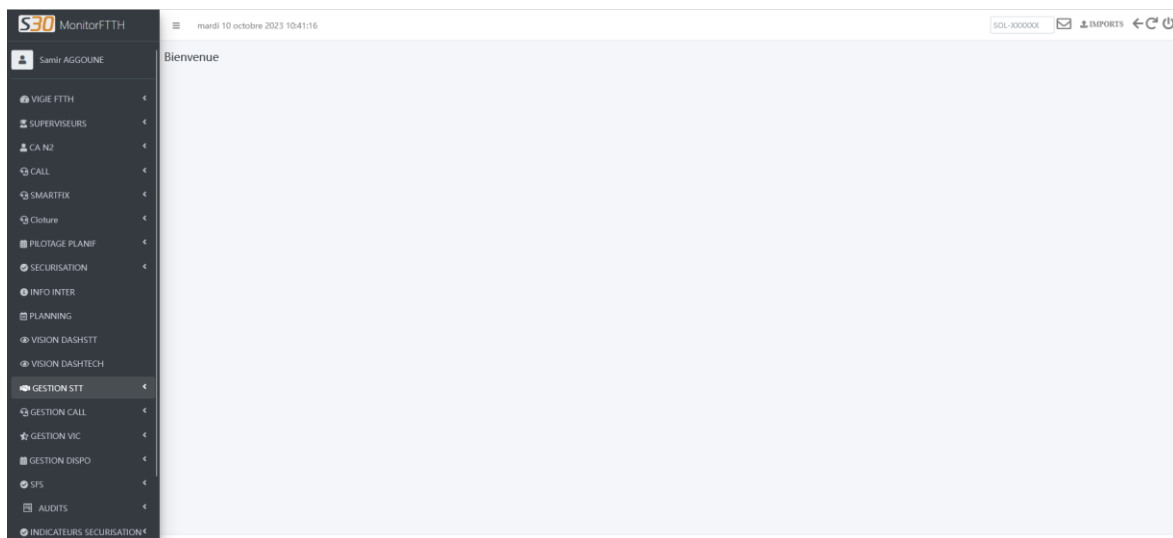 S30 MonitorFTTH
mardi 10 octobre 2023 10:41:16
SOL-XXXXXX
IMPORTS
Samir AGGOUNE
Bienvenue
VIGIE FTTH
SUPERVISEURS
CA N2
CALL
SMARTFIX
Cloture
PILOTAGE PLANIF
SECURISATION
INFO INTER
PLANNING
VISION DASHSTT
VISION DASHTECH
GESTION STT
GESTION CALL
GESTION VIC
GESTION DISPO
SFS
AUDITS
INDICATEURS SECURISATION